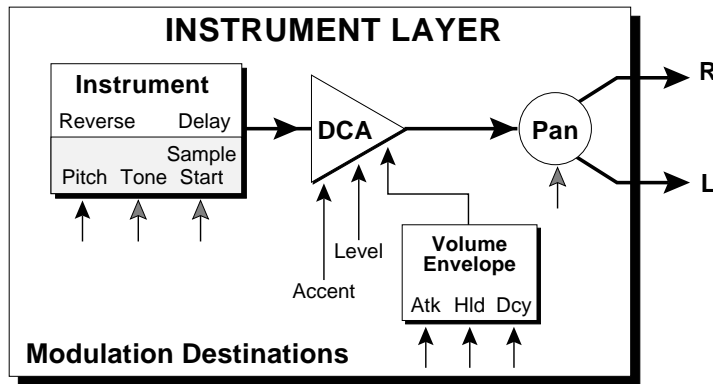 INSTRUMENT LAYER
Instrument
Reverse Delay
Pitch Tone Sample Start
DCA
Pan
R
L
Accent
Level
Volume
Envelope
Atk Hld Dcy
Modulation Destinations